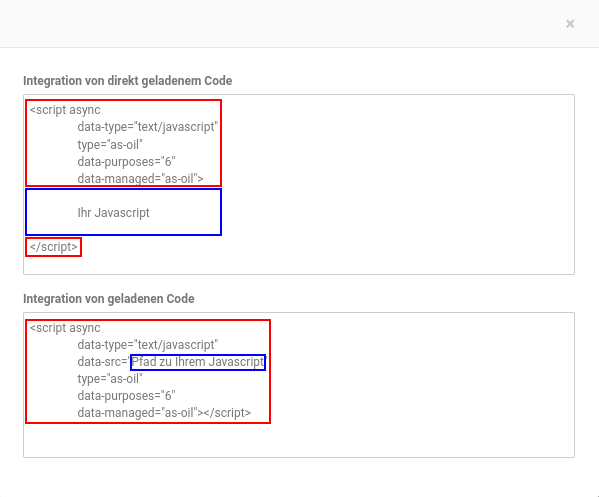 ×
Integration von direkt geladenem Code
<script async
data-type="text/javascript"
type="as-oil"
data-purposes="6"
data-managed="as-oil">
Ihr Javascript
</script>
Integration von geladenen Code
<script async
data-type="text/javascript"
data-src="Pfad zu Ihrem Javascript"
type="as-oil"
data-purposes="6"
data-managed="as-oil"></script>